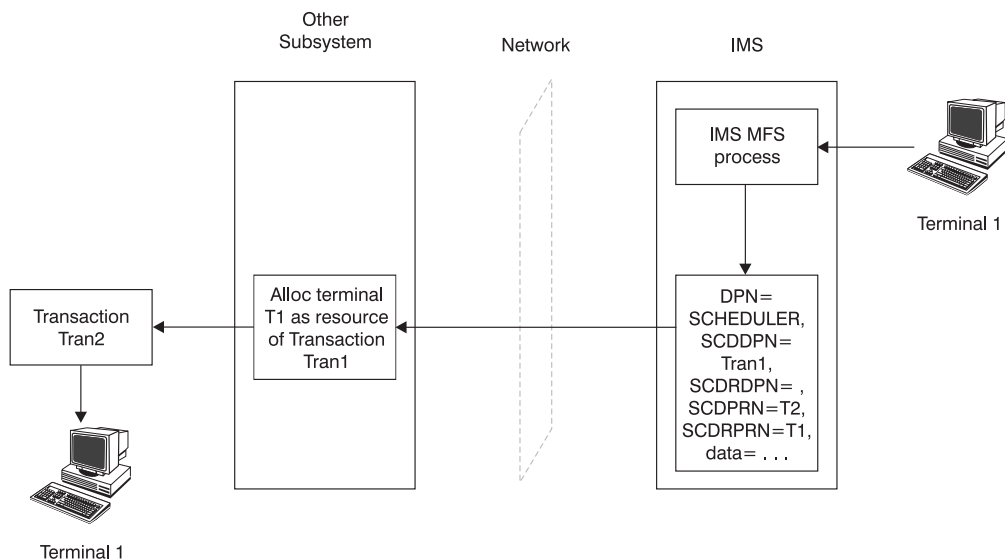 Other
Subsystem
Network
IMS
IMS MFS
process
Terminal 1
DPN=
SCHEDULER,
SCDDPN=
Tran1,
SCDRDPN= ,
SCDPRN=T2,
SCDRPRN=T1,
data= . . .
Alloc terminal
T1 as resource
of Transaction
Tran1
Transaction
Tran2
Terminal 1